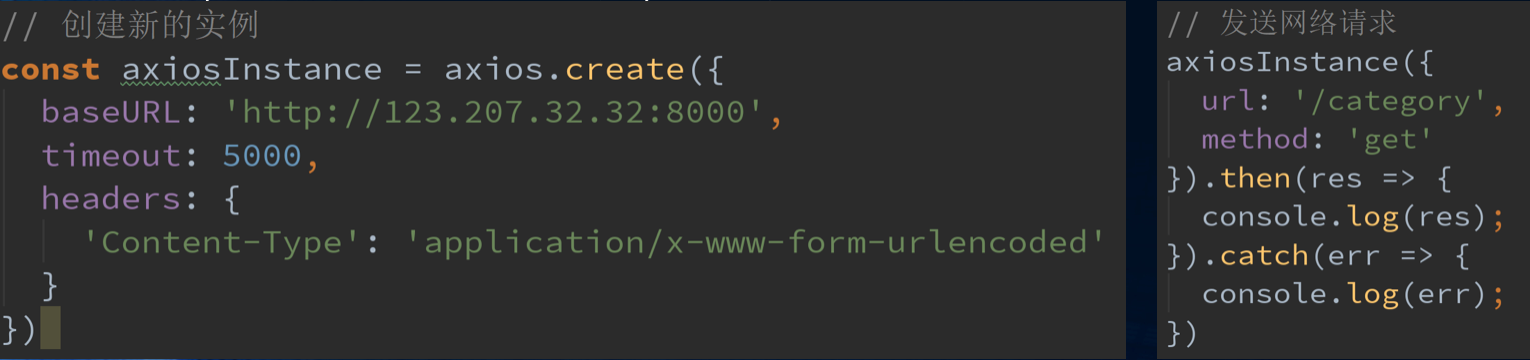 // 创建新的实例
const axiosInstance = axios.create({
  baseURL: 'http://123.207.32.32:8000',
  timeout: 5000,
  headers: {
    'Content-Type': 'application/x-www-form-urlencoded'
  }
})
// 发送网络请求
axiosInstance({
  url: '/category',
  method: 'get'
}).then(res => {
  console.log(res);
}).catch(err => {
  console.log(err);
})